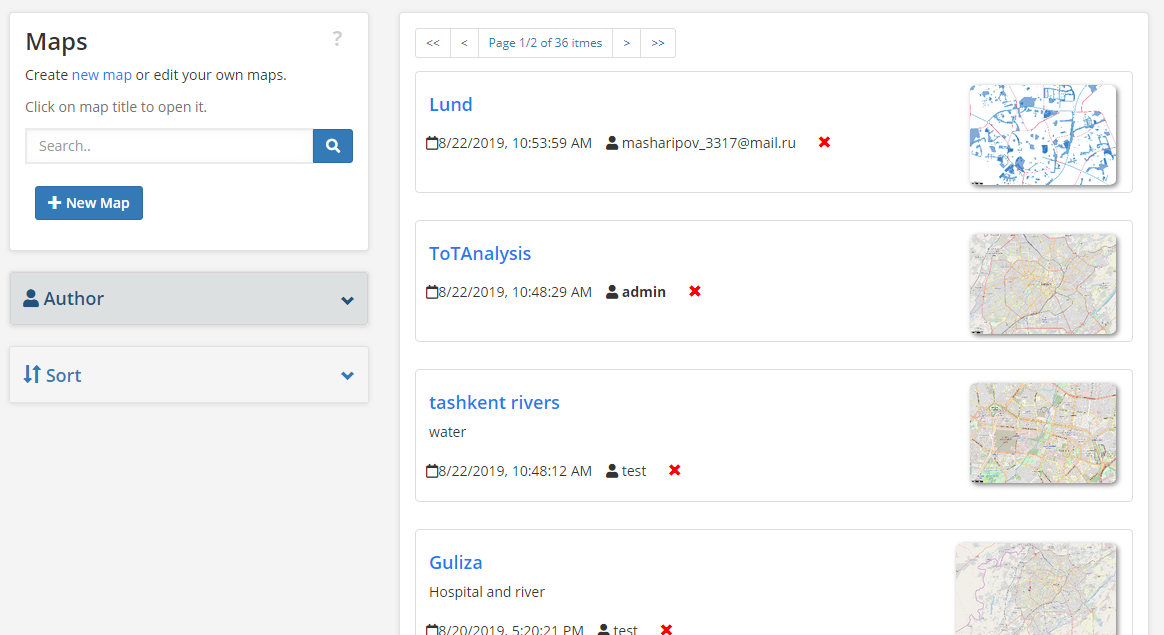 Maps
?
Create new map or edit your own maps.
Click on map title to open it.
Search..
New Map
Author
Sort
<< < Page 1/2 of 36 itmes > >>
Lund
8/22/2019, 10:53:59 AM masharipov_3317@mail.ru
ToTAnalysis
8/22/2019, 10:48:29 AM admin
tashkent rivers
water
8/22/2019, 10:48:12 AM test
Guliza
Hospital and river
8/20/2019, 5:20:21 PM test